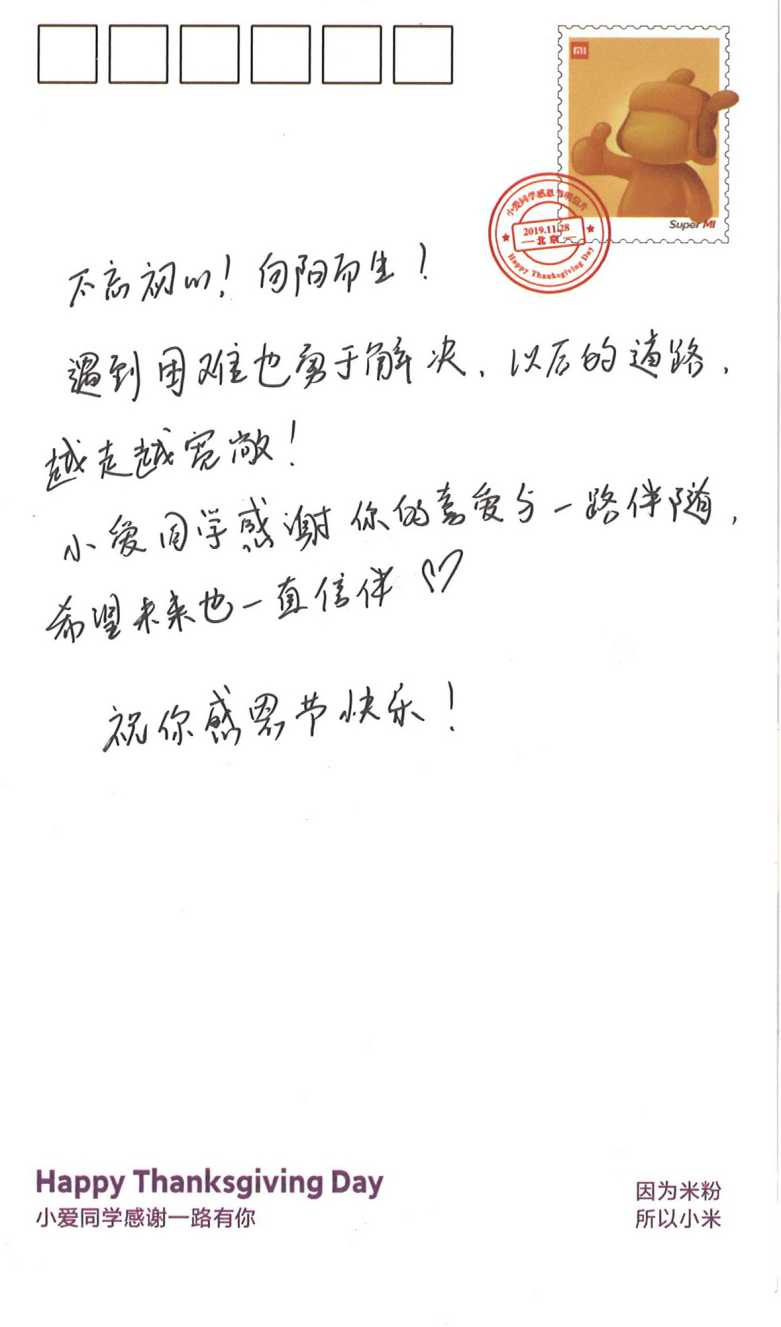 小爱同学感恩节明信片
2019.11.28
北京
Happy Thanksgiving Day
Super MI
不忘初心！向阳而生！
遇到困难也勇于解决、以后的道路，
越走越宽敞！
小爱同学感谢你的喜爱与一路伴随，
希望未来也一直信伴♡
祝你感恩节快乐！
Happy Thanksgiving Day
小爱同学感谢一路有你
因为米粉
所以小米